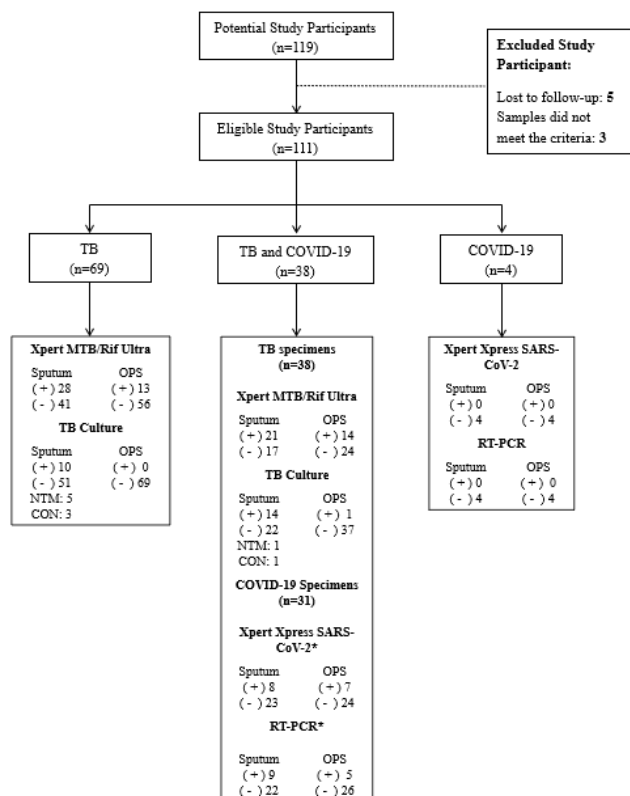 Potential Study Participants
(n=119)
Excluded Study
Participant:
Lost to follow-up: 5
Samples did not
meet the criteria: 3
Eligible Study Participants
(n=111)
TB
(n=69)
TB and COVID-19
(n=38)
COVID-19
(n=4)
Xpert MTB/Rif Ultra
Sputum OPS
(+) 28 (+) 13
(-) 41 (-) 56
TB Culture
Sputum OPS
(+) 10 (+) 0
(-) 51 (-) 69
NTM: 5
CON: 3
TB specimens
(n=38)
Xpert MTB/Rif Ultra
Sputum OPS
(+) 21 (+) 14
(-) 17 (-) 24
TB Culture
Sputum OPS
(+) 14 (+) 1
(-) 22 (-) 37
NTM: 1
CON: 1
COVID-19 Specimens
(n=31)
Xpert Xpress SARS-
CoV-2*
Sputum OPS
(+) 8 (+) 7
(-) 23 (-) 24
RT-PCR*
Sputum OPS
(+) 9 (+) 5
(-) 22 (-) 26
Xpert Xpress SARS-
CoV-2
Sputum OPS
(+) 0 (+) 0
(-) 4 (-) 4
RT-PCR
Sputum OPS
(+) 0 (+) 0
(-) 4 (-) 4